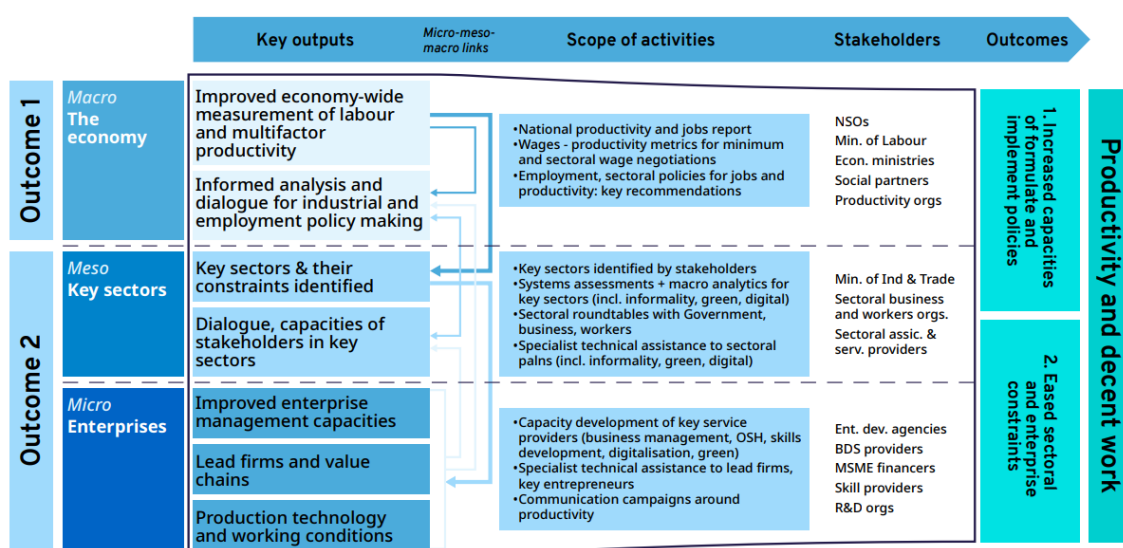 Key outputs
Micro-meso-
macro links
Scope of activities
Stakeholders
Outcomes
Outcome 1
Macro
The
economy
Improved economy-wide
measurement of labour
and multifactor
productivity
Informed analysis and
dialogue for industrial and
employment policy making
•National productivity and jobs report
•Wages - productivity metrics for minimum
and sectoral wage negotiations
•Employment, sectoral policies for jobs and
productivity: key recommendations
NSOs
Min. of Labour
Econ. ministries
Social partners
Productivity orgs
1. Increased capacities
of formulate and
implement policies
Outcome 2
Meso
Key sectors
Key sectors & their
constraints identified
Dialogue, capacities of
stakeholders in key
sectors
•Key sectors identified by stakeholders
•Systems assessments + macro analytics for
key sectors (incl. informality, green, digital)
•Sectoral roundtables with Government,
business, workers
•Specialist technical assistance to sectoral
palns (incl. informality, green, digital)
Min. of Ind & Trade
Sectoral business
and workers orgs.
Sectoral assic. &
serv. providers
Micro
Enterprises
Improved enterprise
management capacities
Lead firms and value
chains
Production technology
and working conditions
•Capacity development of key service
providers (business management, OSH, skills
development, digitalisation, green)
•Specialist technical assistance to lead firms,
key entrepreneurs
•Communication campaigns around
productivity
Ent. dev. agencies
BDS providers
MSME financers
Skill providers
R&D orgs
2. Eased sectoral
and enterprise
constraints
Productivity and decent work